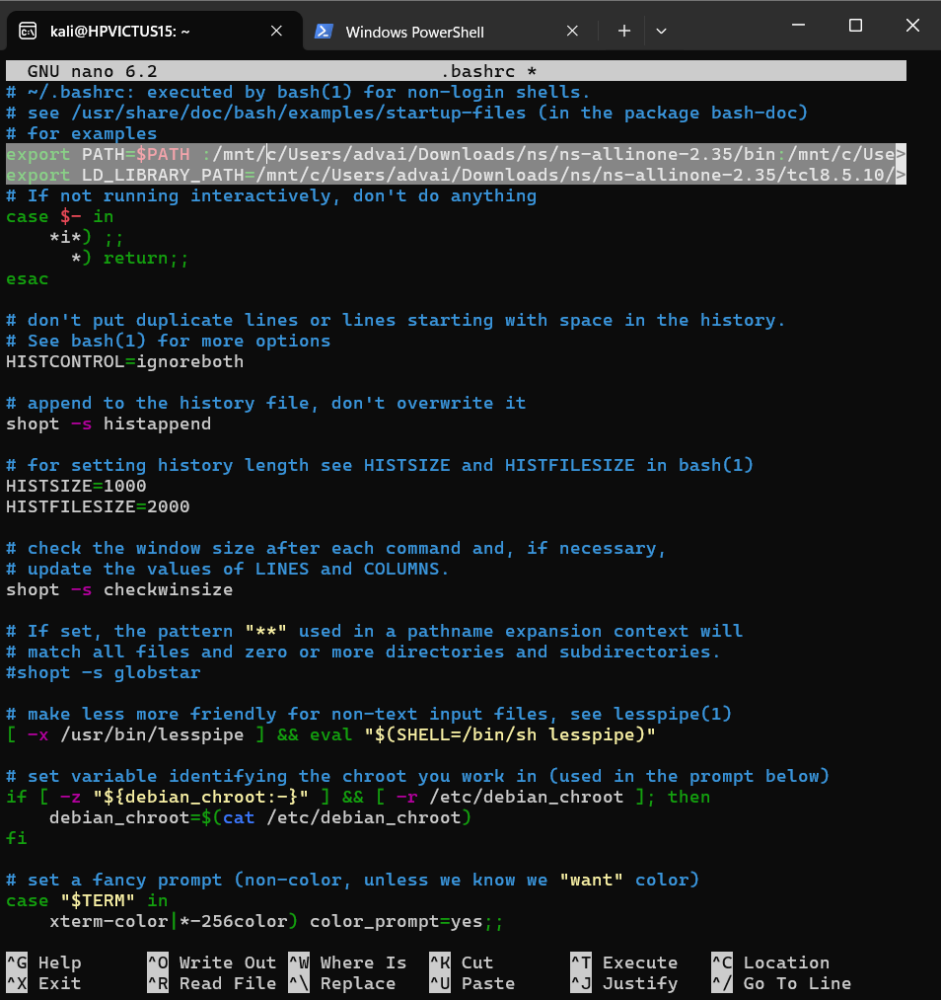 kali@HPVICTUS15: ~
Windows PowerShell
GNU nano 6.2 .bashrc *
# ~/.bashrc: executed by bash(1) for non-login shells.
# see /usr/share/doc/bash/examples/startup-files (in the package bash-doc)
# for examples
export PATH=$PATH :/mnt/c/Users/advai/Downloads/ns/ns-allinone-2.35/bin:/mnt/c/Use>
export LD_LIBRARY_PATH=/mnt/c/Users/advai/Downloads/ns/ns-allinone-2.35/tcl8.5.10/>
# If not running interactively, don't do anything
case $- in
    *i*) ;;
      *) return;;
esac

# don't put duplicate lines or lines starting with space in the history.
# See bash(1) for more options
HISTCONTROL=ignoreboth

# append to the history file, don't overwrite it
shopt -s histappend

# for setting history length see HISTSIZE and HISTFILESIZE in bash(1)
HISTSIZE=1000
HISTFILESIZE=2000

# check the window size after each command and, if necessary,
# update the values of LINES and COLUMNS.
shopt -s checkwinsize

# If set, the pattern "**" used in a pathname expansion context will
# match all files and zero or more directories and subdirectories.
#shopt -s globstar

# make less more friendly for non-text input files, see lesspipe(1)
[ -x /usr/bin/lesspipe ] && eval "$(SHELL=/bin/sh lesspipe)"

# set variable identifying the chroot you work in (used in the prompt below)
if [ -z "${debian_chroot:-}" ] && [ -r /etc/debian_chroot ]; then
    debian_chroot=$(cat /etc/debian_chroot)
fi

# set a fancy prompt (non-color, unless we know we "want" color)
case "$TERM" in
    xterm-color|*-256color) color_prompt=yes;;

^G Help ^O Write Out ^W Where Is ^K Cut ^T Execute ^C Location
^X Exit ^R Read File ^\ Replace ^U Paste ^J Justify ^/ Go To Line